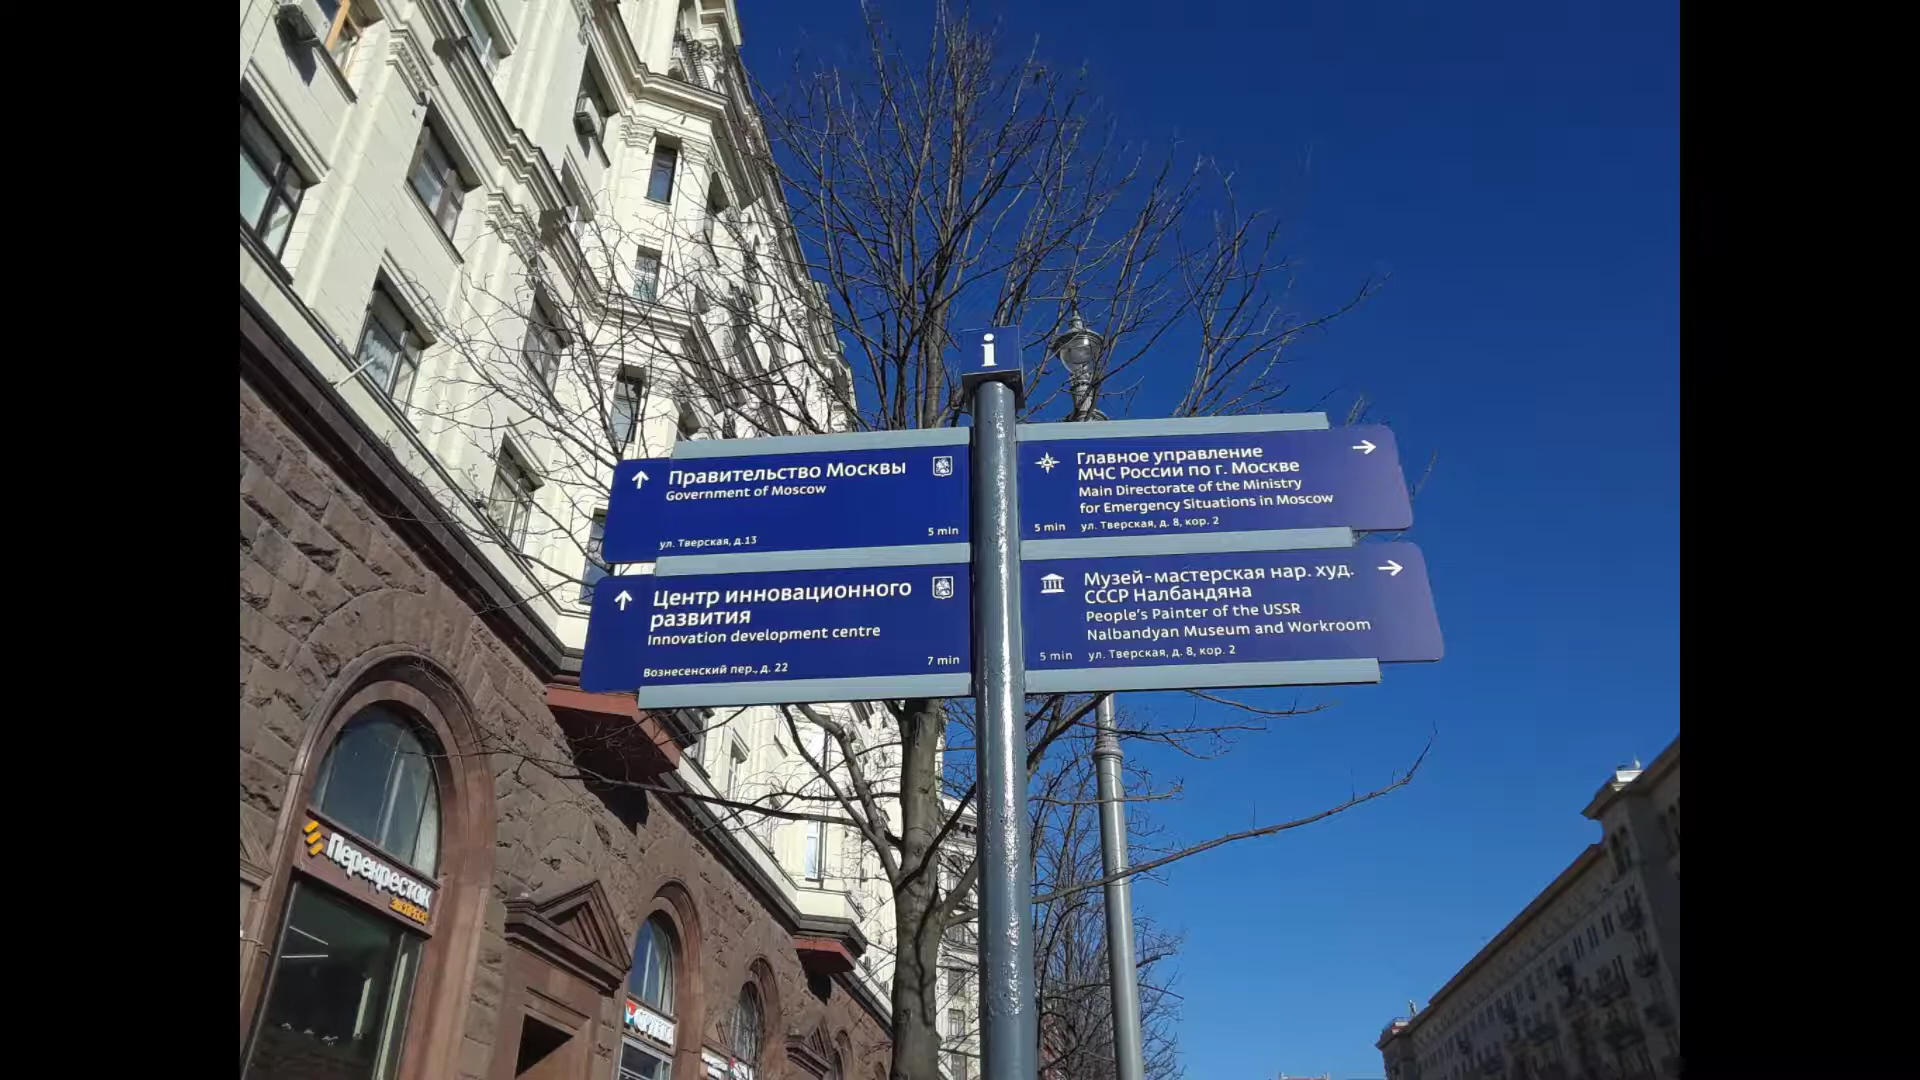 i
Правительство Москвы
Government of Moscow
ул. Тверская, д.13
5 min
Центр инновационного
развития
Innovation development centre
Вознесенский пер., д. 22
7 min
Главное управление
МЧС России по г. Москве
Main Directorate of the Ministry
for Emergency Situations in Moscow
5 min
ул. Тверская, д. 8, кор. 2
Музей-мастерская нар. худ.
СССР Налбандяна
People's Painter of the USSR
Nalbandyan Museum and Workroom
5 min
ул. Тверская, д. 8, кор. 2
Перекресток
ЭКСПРЕСС